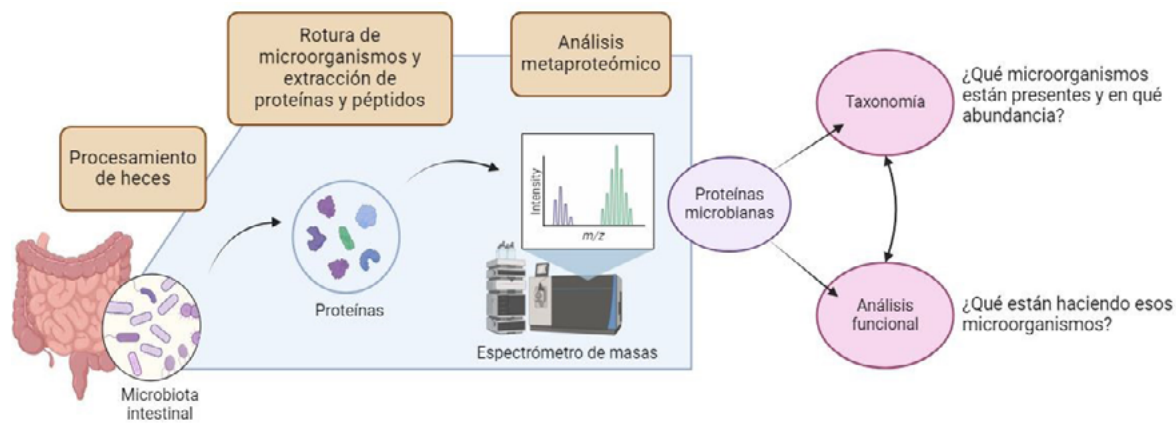 Procesamiento
de heces
Rotura de
microorganismos y
extracción de
proteínas y péptidos
Análisis
metaproteómico
Microbiota
intestinal
Proteínas
Intensity
m/z
Espectrómetro de masas
Proteínas
microbianas
Taxonomía
¿Qué microorganismos
están presentes y en qué
abundancia?
Análisis
funcional
¿Qué están haciendo esos
microorganismos?